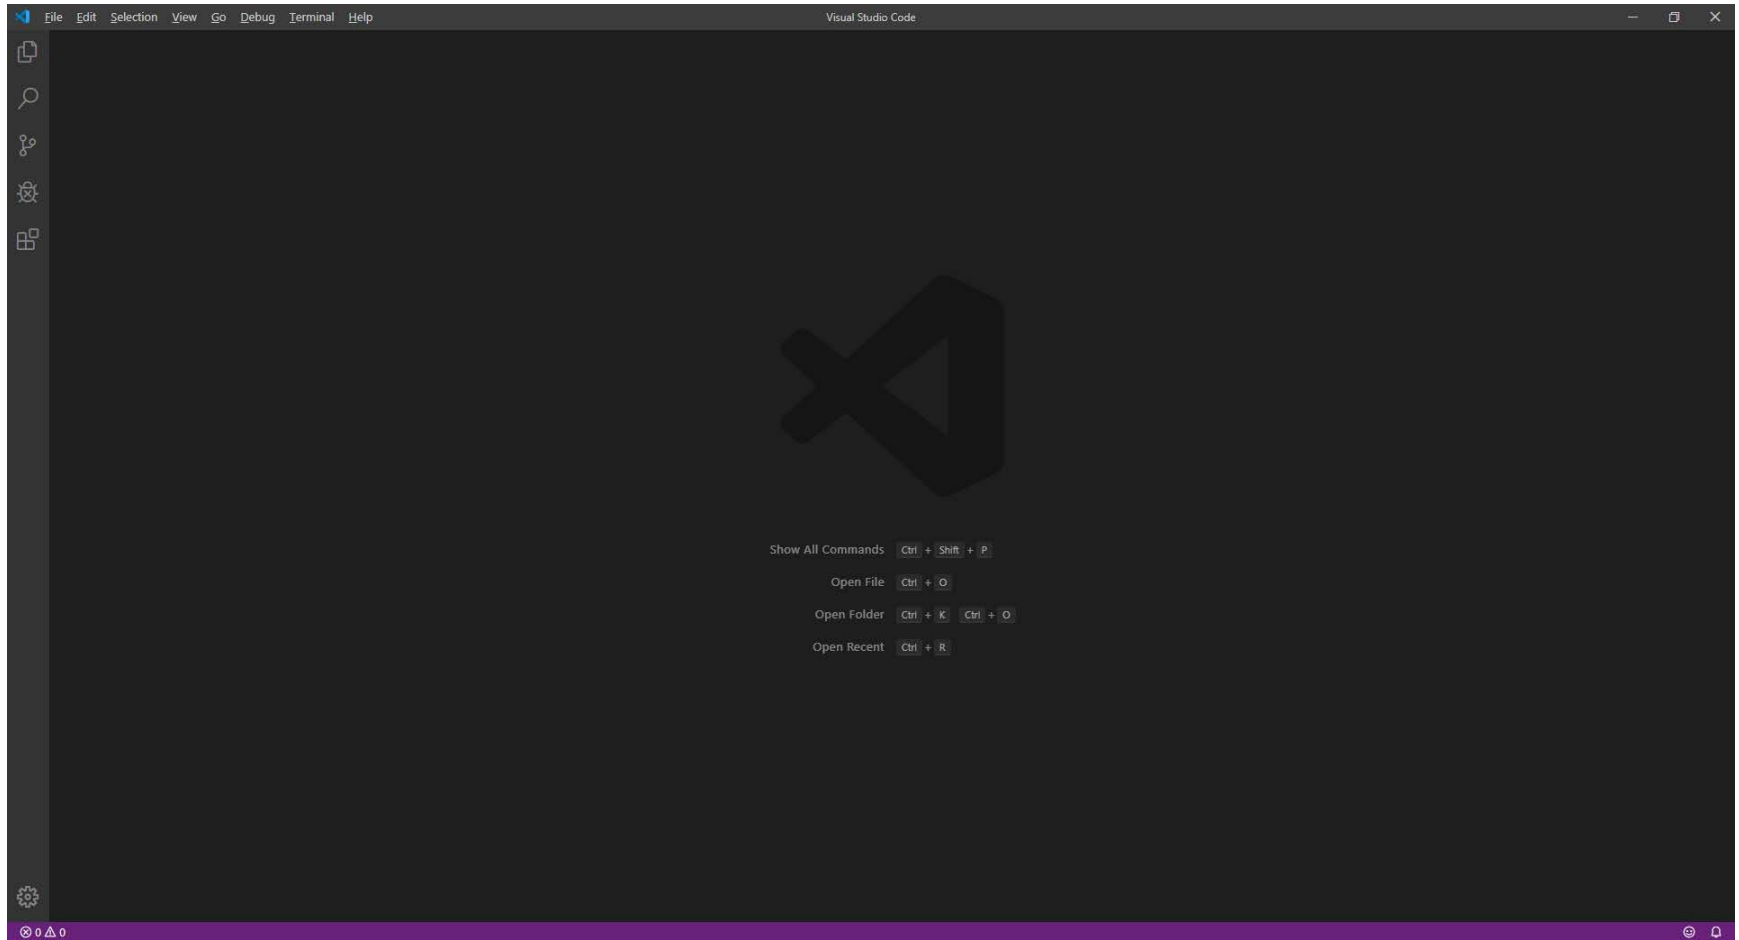 File Edit Selection View Go Debug Terminal Help Visual Studio Code
Show All Commands Ctrl + Shift + P
Open File Ctrl + O
Open Folder Ctrl + K Ctrl + O
Open Recent Ctrl + R
0 0